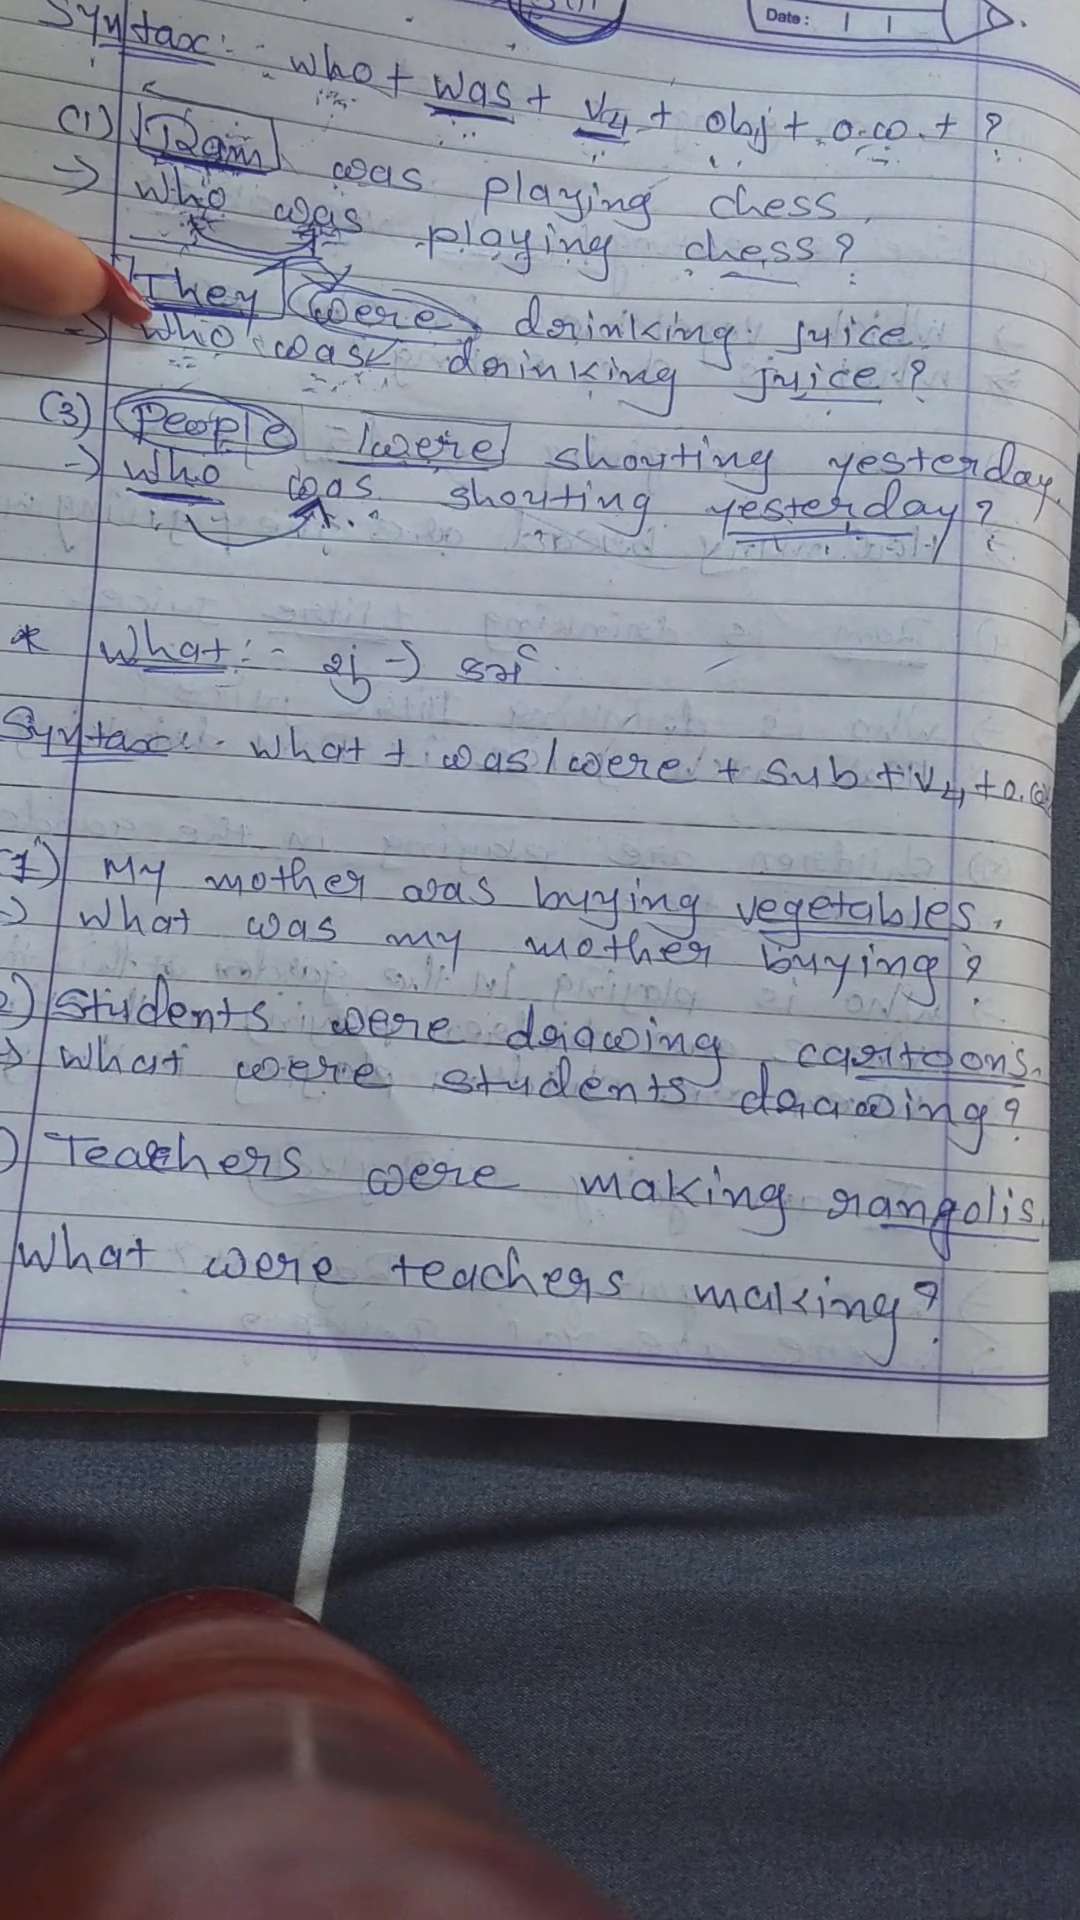 Date:
Syntax:- who + was + V4 + obj + o.w. + ?
(1) Ram was playing chess.
→ Who was playing chess?
They were drinking juice.
→ Who was drinking juice?
(3) People were shouting yesterday.
→ Who was shouting yesterday?
* What:- શું →
Syntax:- what + was/were + sub + V4 + o.w
(1) My mother was buying vegetables.
→ What was my mother buying?
2) Students were drawing cartoons.
→ What were students drawing?
) Teachers were making rangolis.
What were teachers making?